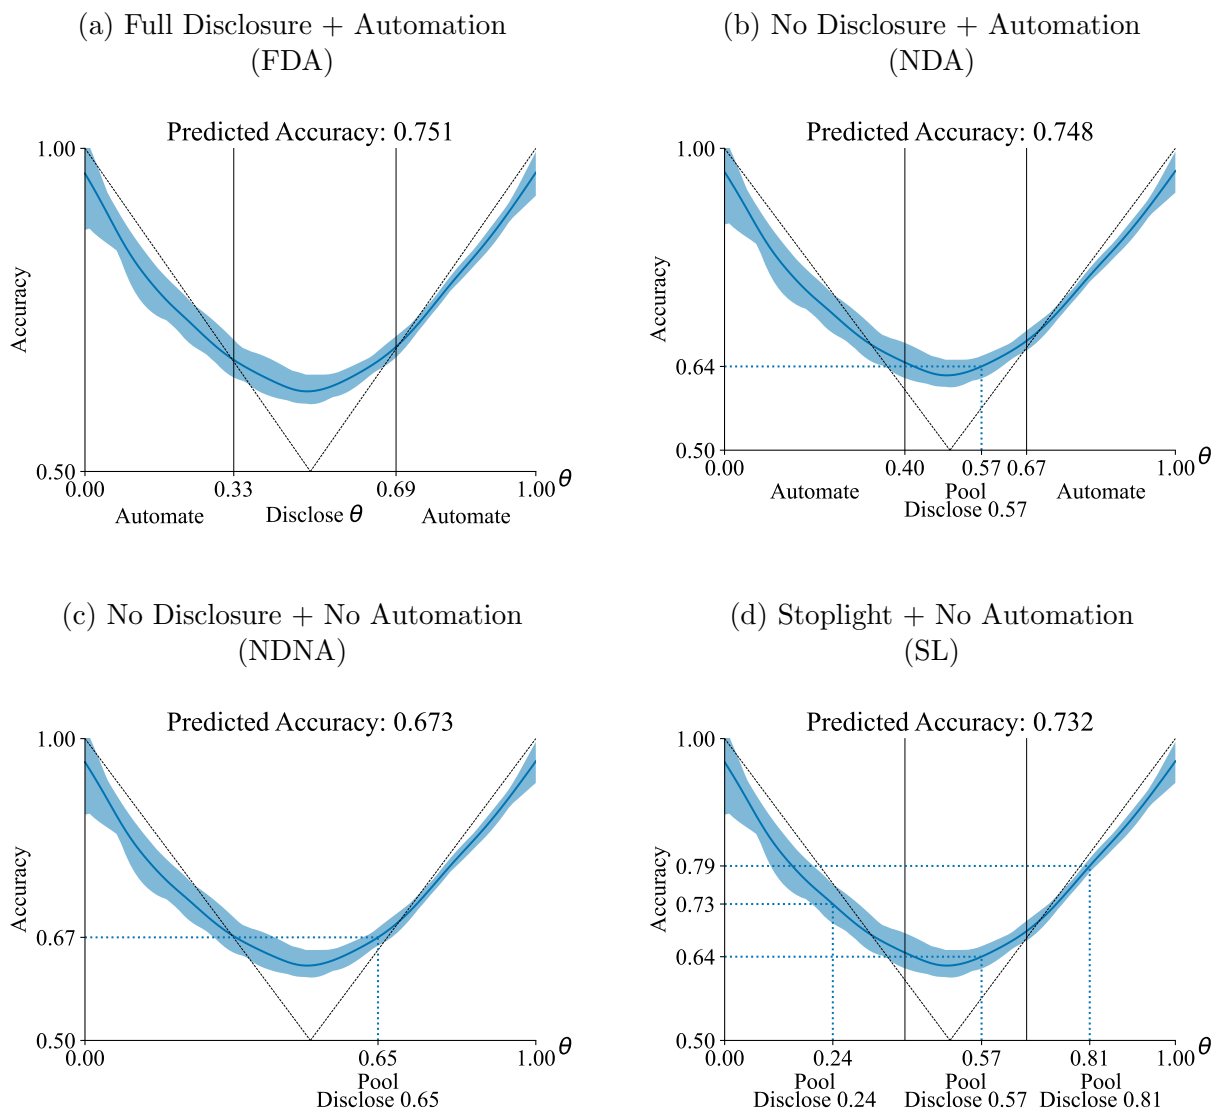 (a) Full Disclosure + Automation
(FDA)
Predicted Accuracy: 0.751
1.00
Accuracy
0.50
0.00 0.33 0.69 1.00 θ
Automate Disclose θ Automate
(b) No Disclosure + Automation
(NDA)
Predicted Accuracy: 0.748
1.00
Accuracy
0.64
0.50
0.00 0.40 0.57 0.67 1.00 θ
Automate Pool Automate
Disclose 0.57
(c) No Disclosure + No Automation
(NDNA)
Predicted Accuracy: 0.673
1.00
Accuracy
0.67
0.50
0.00 0.65 1.00 θ
Pool
Disclose 0.65
(d) Stoplight + No Automation
(SL)
Predicted Accuracy: 0.732
1.00
Accuracy
0.79
0.73
0.64
0.50
0.00 0.24 0.57 0.81 1.00 θ
Pool Pool Pool
Disclose 0.24 Disclose 0.57 Disclose 0.81